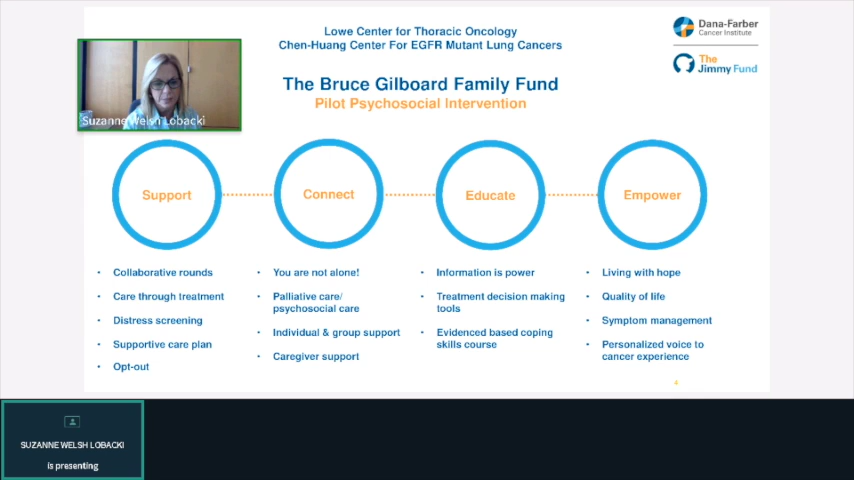 Lowe Center for Thoracic Oncology
Chen-Huang Center For EGFR Mutant Lung Cancers
Dana-Farber
Cancer Institute
The
Jimmy Fund
The Bruce Gilboard Family Fund
Pilot Psychosocial Intervention
Suzanne Welsh Lobacki
Support
Connect
Educate
Empower
• Collaborative rounds
• Care through treatment
• Distress screening
• Supportive care plan
• Opt-out
• You are not alone!
• Palliative care/
psychosocial care
• Individual & group support
• Caregiver support
• Information is power
• Treatment decision making
tools
• Evidenced based coping
skills course
• Living with hope
• Quality of life
• Symptom management
• Personalized voice to
cancer experience
SUZANNE WELSH LOBACKI
is presenting